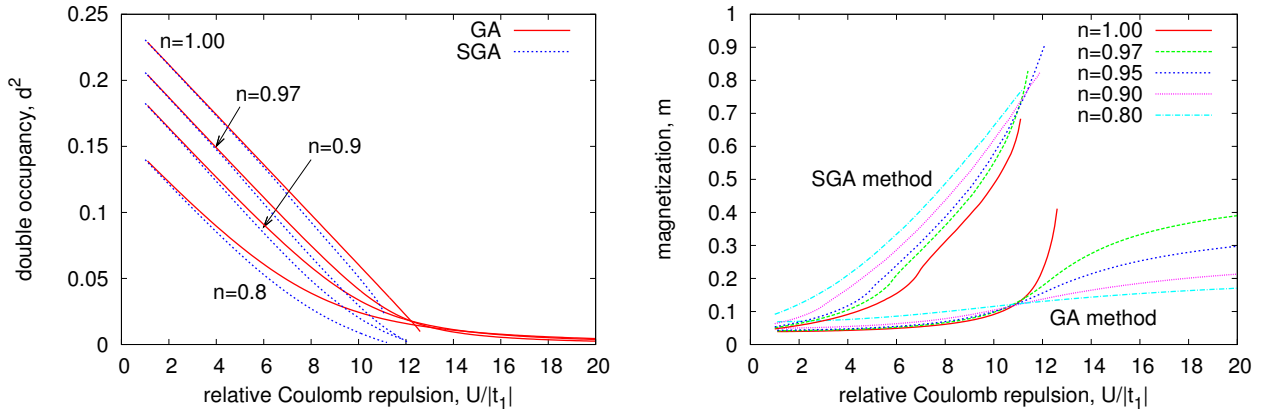 GA
SGA
n=1.00
n=0.97
n=0.9
n=0.8
0.25
0.2
0.15
0.1
0.05
0
double occupancy, d²
0 2 4 6 8 10 12 14 16 18 20
relative Coulomb repulsion, U/|t₁|
n=1.00
n=0.97
n=0.95
n=0.90
n=0.80
SGA method
GA method
1
0.9
0.8
0.7
0.6
0.5
0.4
0.3
0.2
0.1
0
magnetization, m
0 2 4 6 8 10 12 14 16 18 20
relative Coulomb repulsion, U/|t₁|